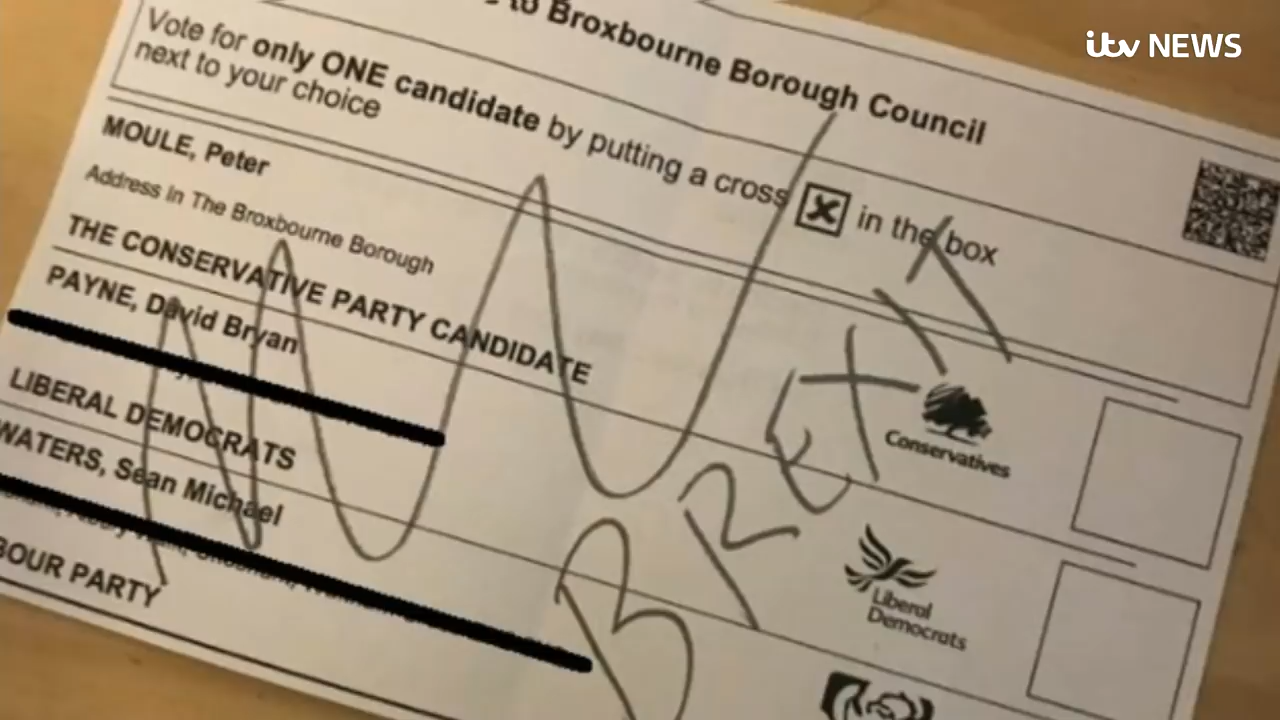 itv NEWS
to Broxbourne Borough Council
Vote for only ONE candidate by putting a cross in the box
next to your choice
MOULE, Peter
Address In The Broxbourne Borough
THE CONSERVATIVE PARTY CANDIDATE
Conservatives
PAYNE, David Bryan
LIBERAL DEMOCRATS
Liberal
Democrats
WATERS, Sean Michael
BOUR PARTY
BREXIT